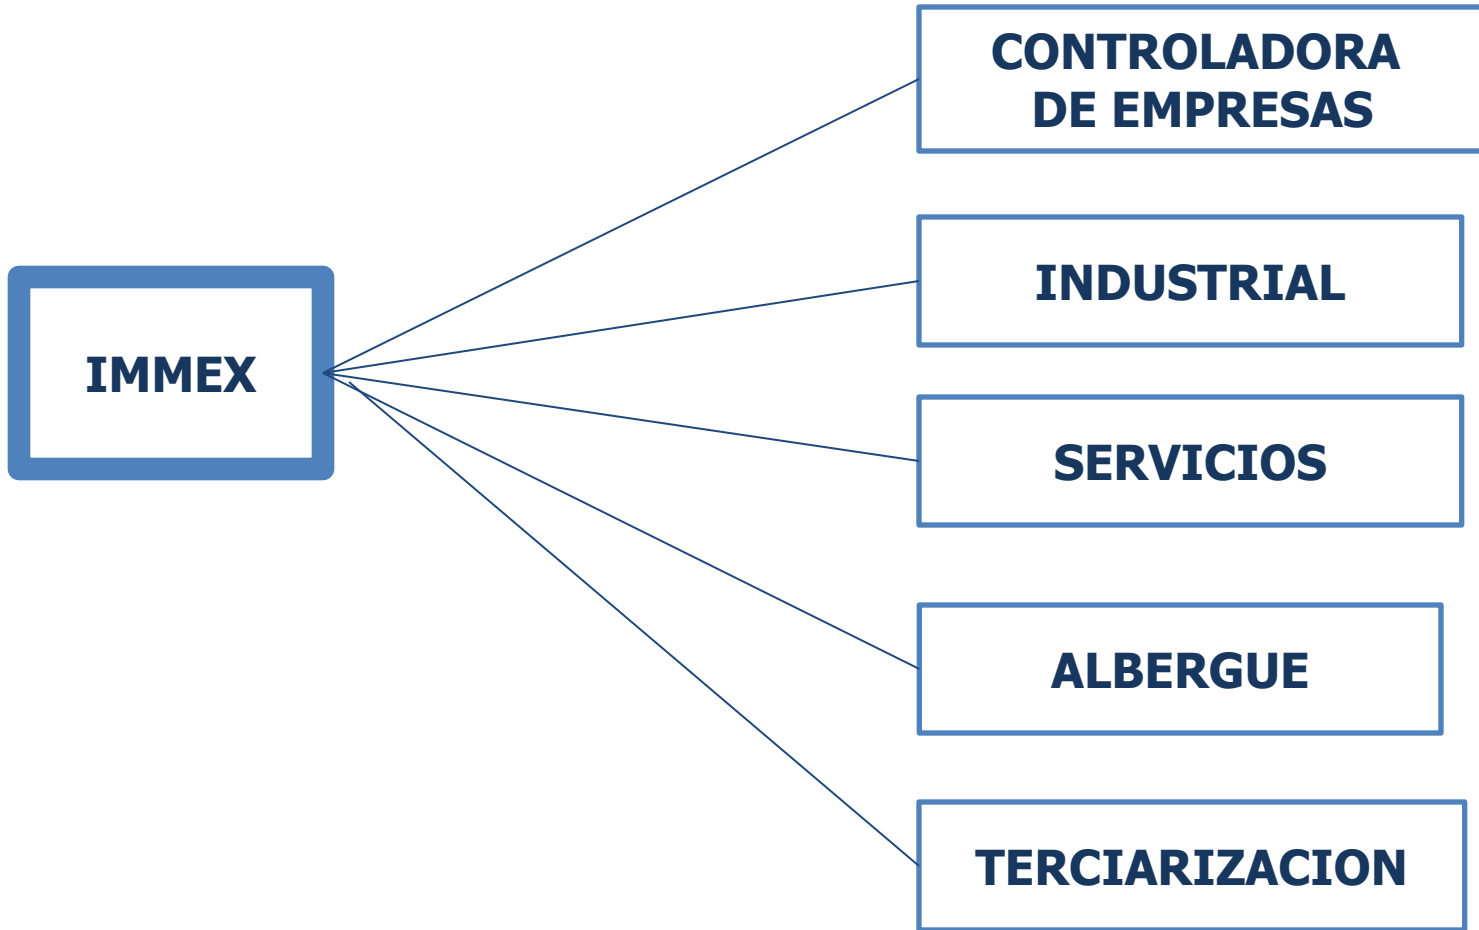 IMMEX
CONTROLADORA
DE EMPRESAS
INDUSTRIAL
SERVICIOS
ALBERGUE
TERCIARIZACION